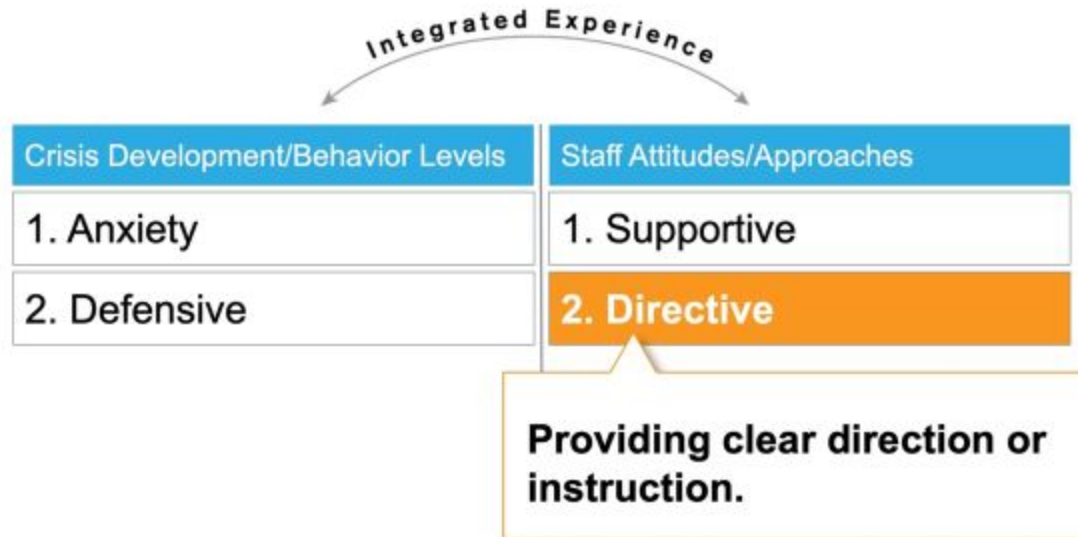 Integrated Experience
Crisis Development/Behavior Levels
Staff Attitudes/Approaches
1. Anxiety
1. Supportive
2. Defensive
2. Directive
Providing clear direction or
instruction.